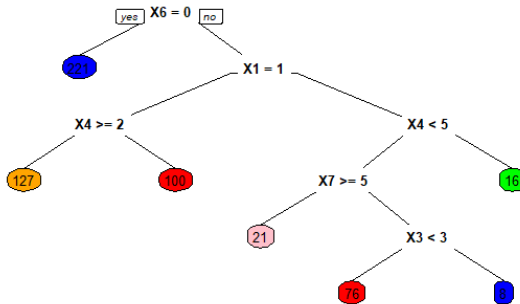 X6 = 0
yes
no
221
X1 = 1
X4 >= 2
X4 < 5
127
100
X7 >= 5
16
21
X3 < 3
76
8